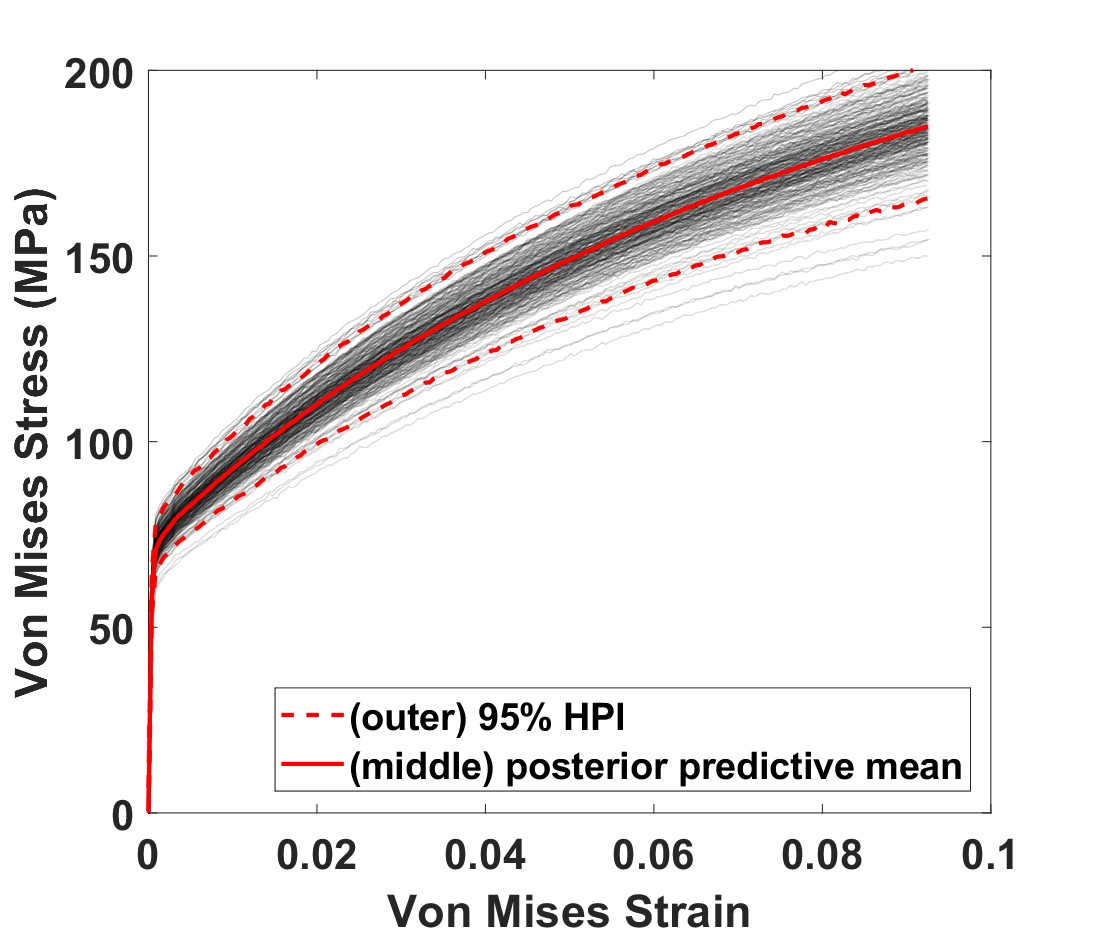 200
150
100
50
0
Von Mises Stress (MPa)
(outer) 95% HPI
(middle) posterior predictive mean
0 0.02 0.04 0.06 0.08 0.1
Von Mises Strain